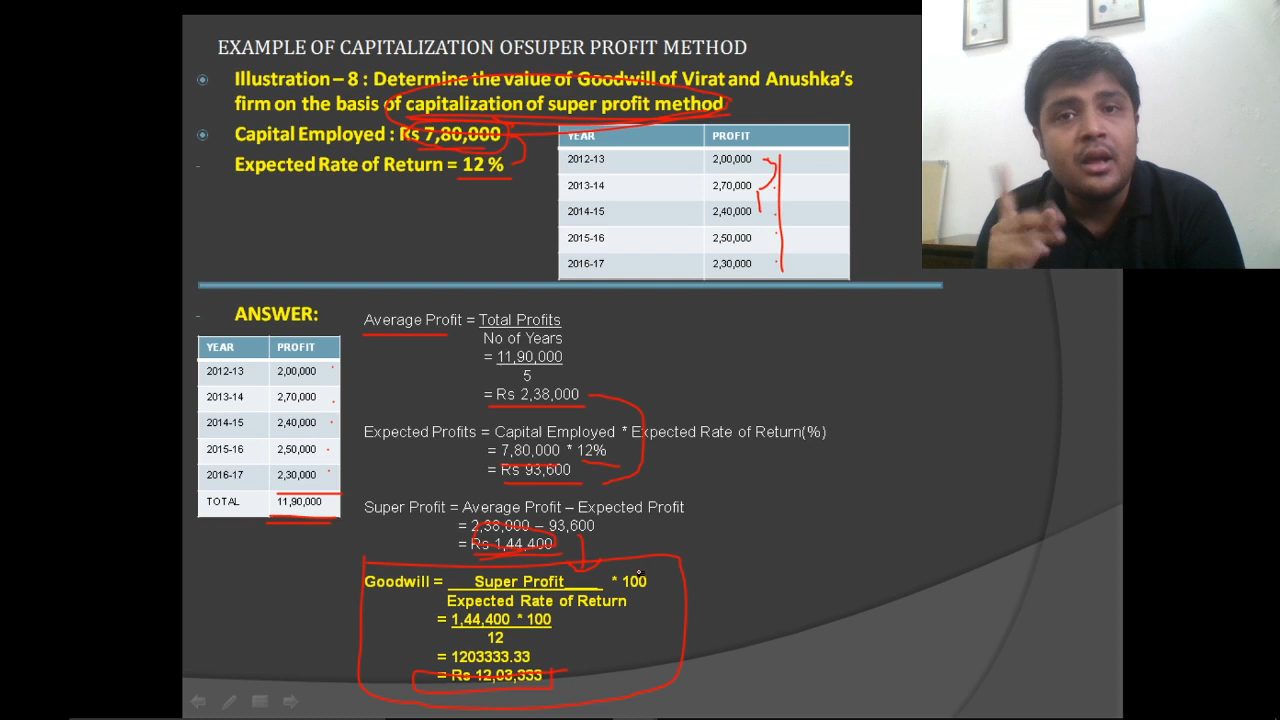 EXAMPLE OF CAPITALIZATION OFSUPER PROFIT METHOD
Illustration – 8 : Determine the value of Goodwill of Virat and Anushka's
firm on the basis of capitalization of super profit method
Capital Employed : Rs 7,80,000
- Expected Rate of Return = 12 %
YEAR PROFIT
2012-13 2,00,000
2013-14 2,70,000
2014-15 2,40,000
2015-16 2,50,000
2016-17 2,30,000
- ANSWER:
YEAR PROFIT
2012-13 2,00,000
2013-14 2,70,000
2014-15 2,40,000
2015-16 2,50,000
2016-17 2,30,000
TOTAL 11,90,000
Average Profit = Total Profits
No of Years
= 11,90,000
5
= Rs 2,38,000
Expected Profits = Capital Employed * Expected Rate of Return(%)
= 7,80,000 * 12%
= Rs 93,600
Super Profit = Average Profit – Expected Profit
= 2,38,000 – 93,600
= Rs 1,44,400
Goodwill = Super Profit____ * 100
Expected Rate of Return
= 1,44,400 * 100
12
= 1203333.33
= Rs 12,03,333